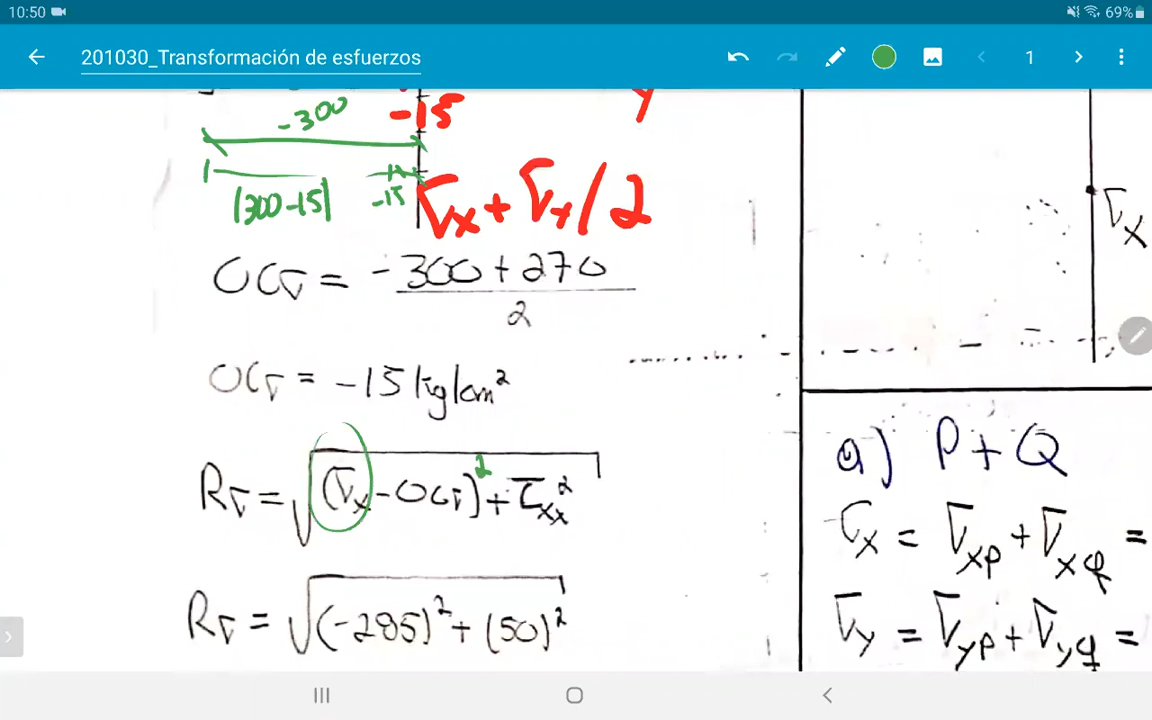 10:50 69%
201030_Transformación de esfuerzos 1
-300 -15 y
|300-15| -15 σx + σy/2
σx
OCσ = -300+270
2
OCσ = -15 kg/cm²
Rσ = √(σx - OCσ)² + τxx²
Rσ = √(-285)² + (50)²
a) P+Q
σx = σxP + σxQ =
σy = σyP + σyQ =